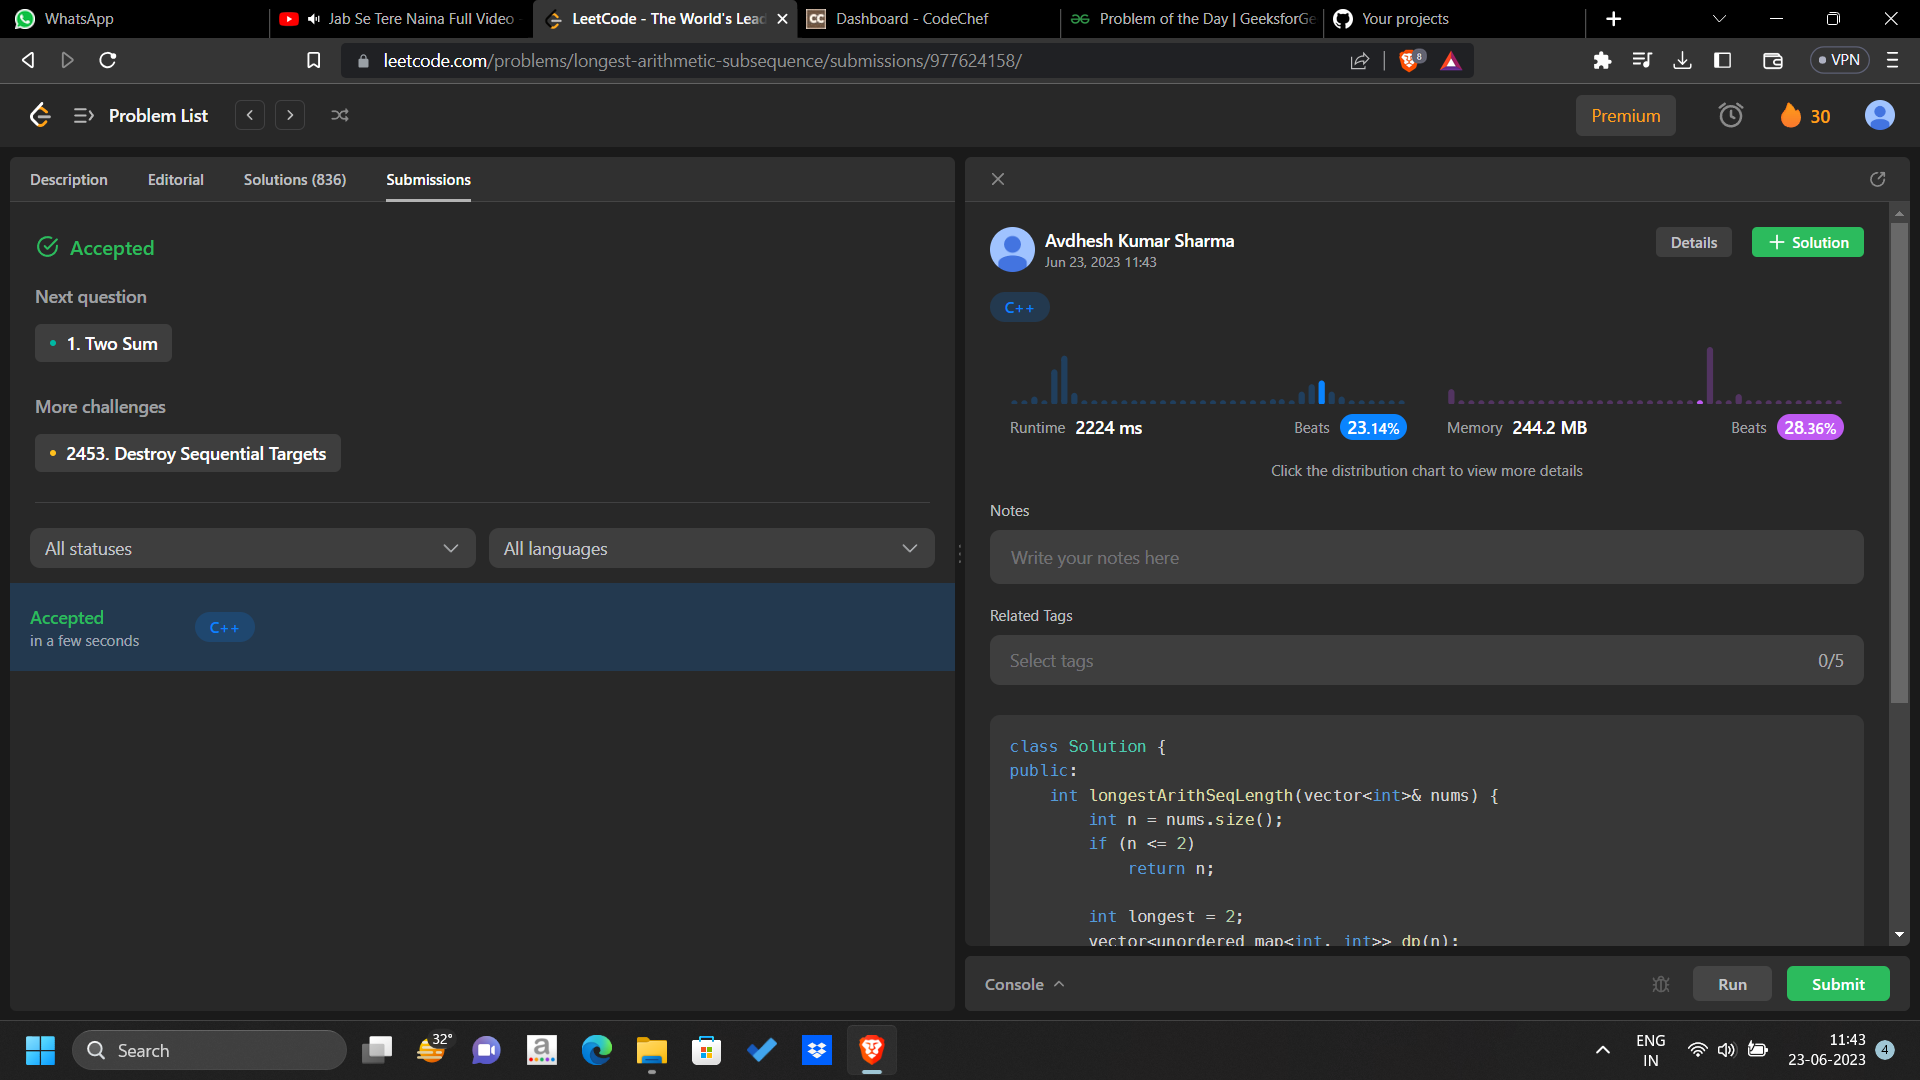 WhatsApp
Jab Se Tere Naina Full Video
LeetCode - The World's Lead
CC Dashboard - CodeChef
Problem of the Day | GeeksforGe
Your projects
leetcode.com/problems/longest-arithmetic-subsequence/submissions/977624158/
8
VPN
Problem List
Premium
30
Description
Editorial
Solutions (836)
Submissions
Accepted
Next question
1. Two Sum
More challenges
2453. Destroy Sequential Targets
All statuses
All languages
Accepted
in a few seconds
C++
Avdhesh Kumar Sharma
Jun 23, 2023 11:43
Details
+ Solution
C++
Runtime 2224 ms
Beats 23.14%
Memory 244.2 MB
Beats 28.36%
Click the distribution chart to view more details
Notes
Write your notes here
Related Tags
Select tags
0/5
class Solution {
public:
    int longestArithSeqLength(vector<int>& nums) {
        int n = nums.size();
        if (n <= 2)
            return n;
        int longest = 2;
        vector<unordered_map<int, int>> dp(n);
Console
Run
Submit
Search
32°
a
ENG
IN
11:43
23-06-2023
4